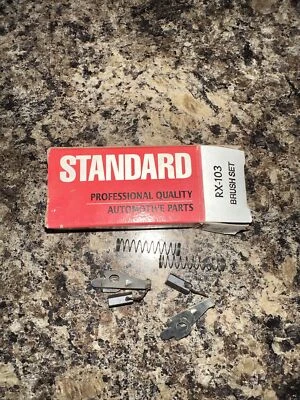 STANDARD
PROFESSIONAL QUALITY
AUTOMOTIVE PARTS
RX-103
BRUSH SET